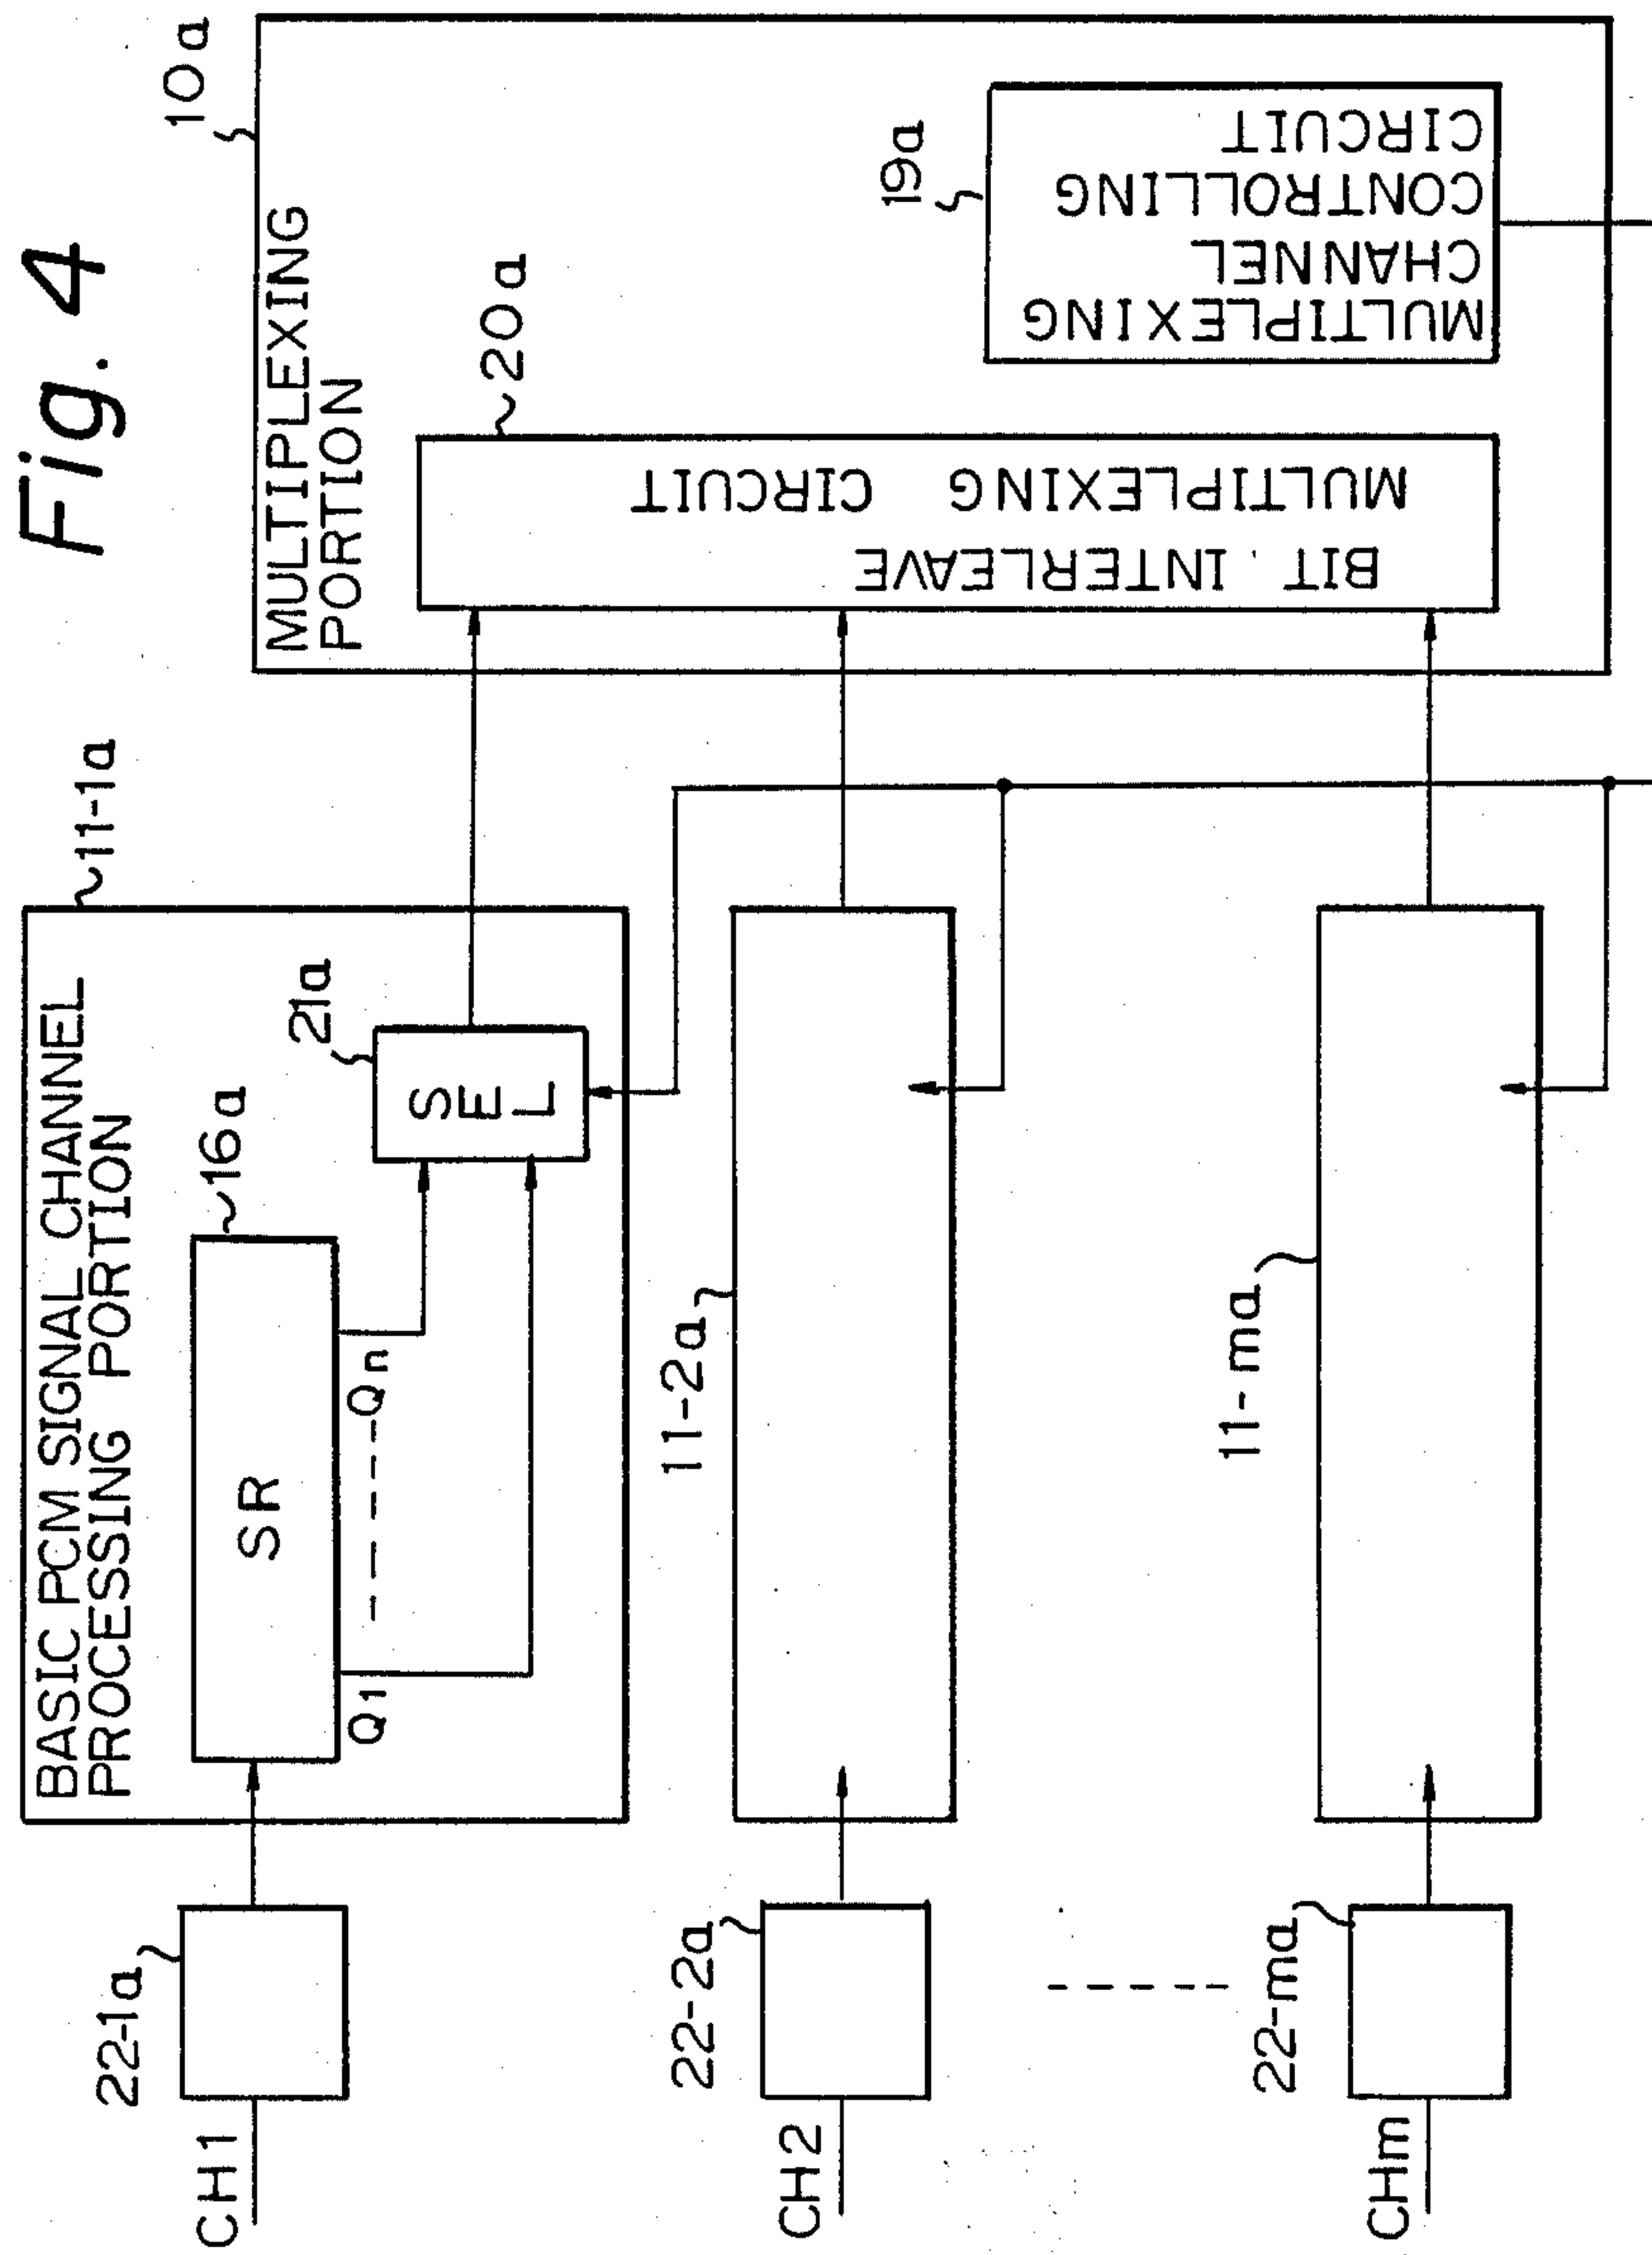 Fig. 4
BASIC PCM SIGNAL CHANNEL
PROCESSING PORTION
11-1a
MULTIPLEXING
PORTION
10a
22-1a
CH1
SR
16a
Q1
Qn
SEL
21a
20a
BIT INTERLEAVE
MULTIPLEXING CIRCUIT
19a
MULTIPLEXING
CHANNEL
CONTROLLING
CIRCUIT
22-2a
CH2
11-2a
22-ma
CHm
11-ma